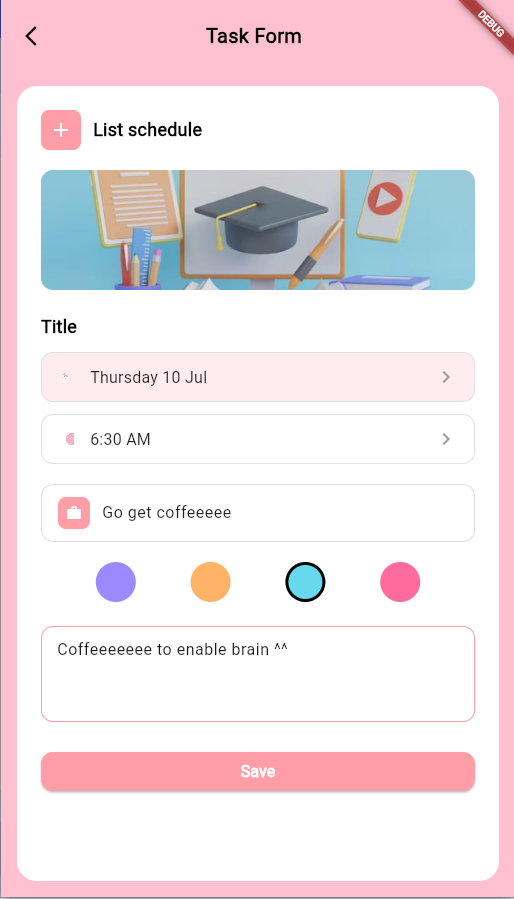 DEBUG
Task Form
List schedule
Title
Thursday 10 Jul
6:30 AM
Go get coffeeeee
Coffeeeeeee to enable brain ^^
Save